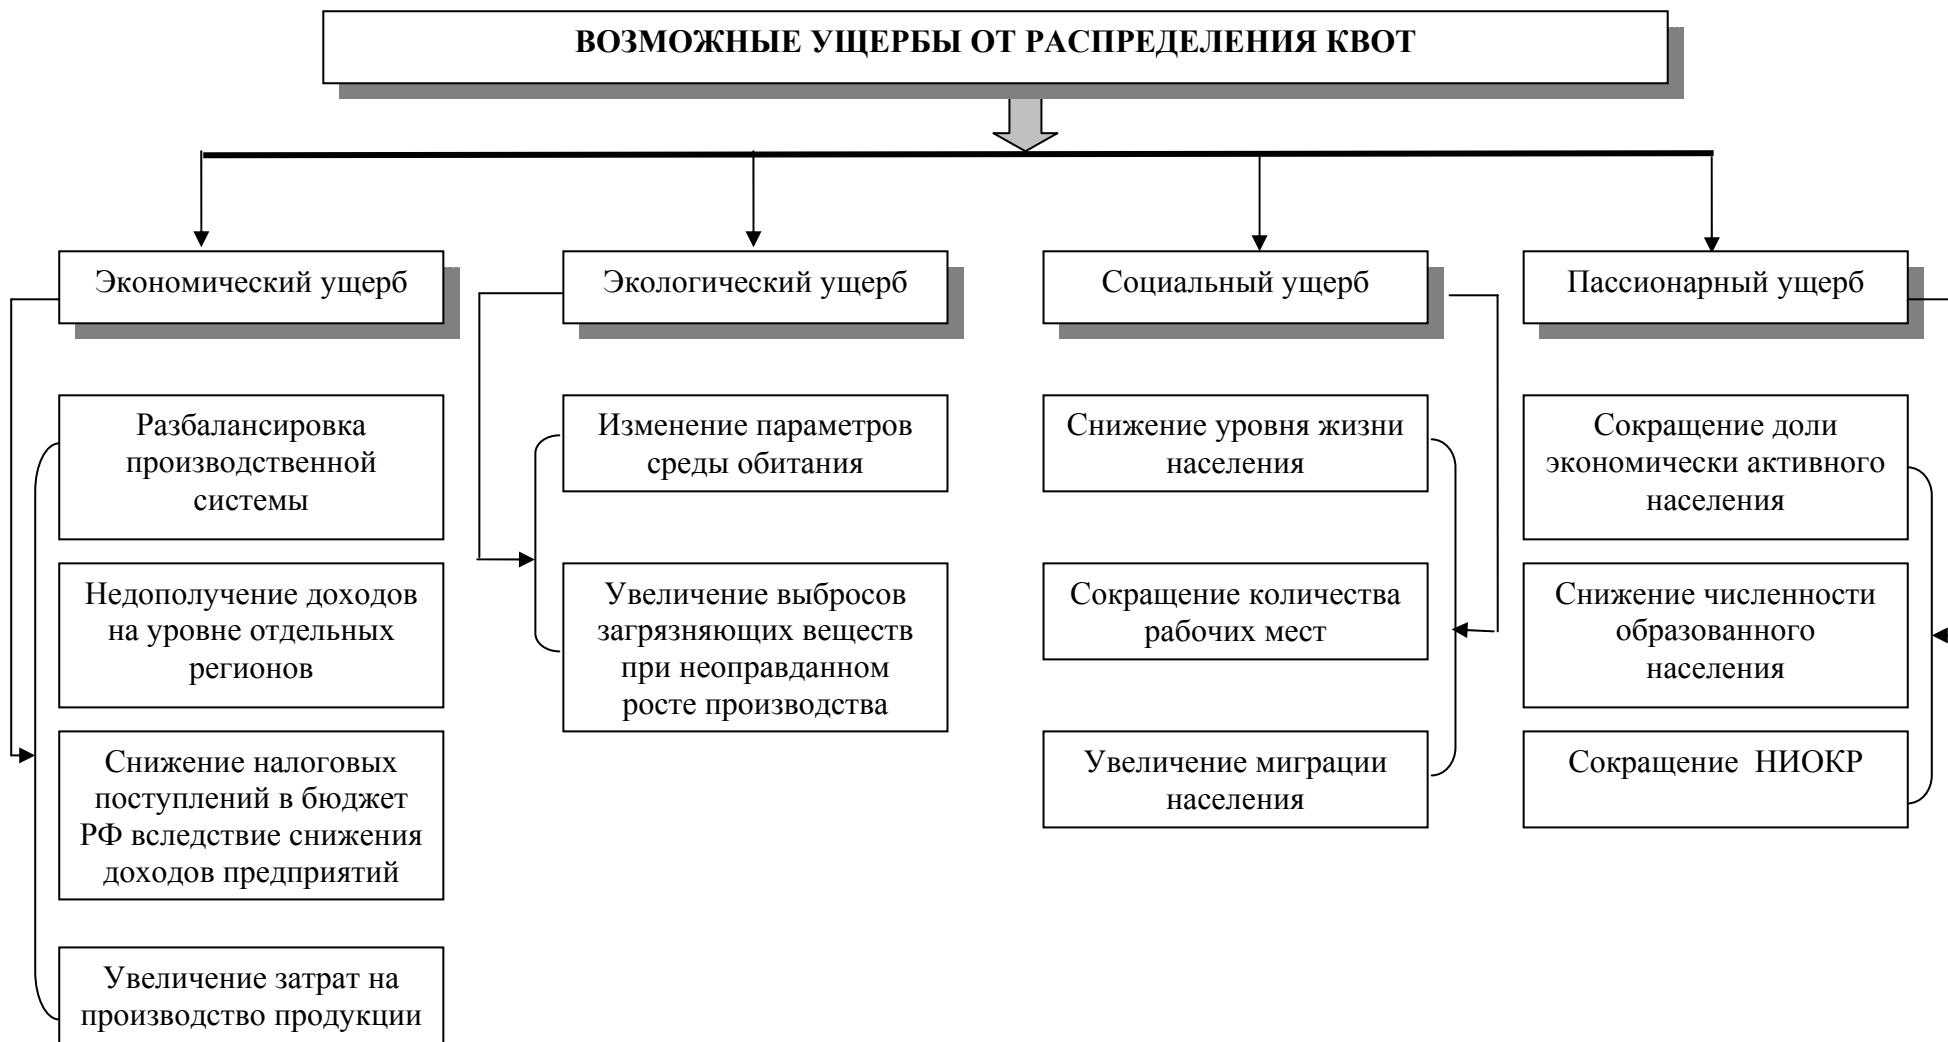 ВОЗМОЖНЫЕ УЩЕРБЫ ОТ РАСПРЕДЕЛЕНИЯ КВОТ
Экономический ущерб
Разбалансировка
производственной
системы
Недополучение доходов
на уровне отдельных
регионов
Снижение налоговых
поступлений в бюджет
РФ вследствие снижения
доходов предприятий
Увеличение затрат на
производство продукции
Экологический ущерб
Изменение параметров
среды обитания
Увеличение выбросов
загрязняющих веществ
при неоправданном
росте производства
Социальный ущерб
Снижение уровня жизни
населения
Сокращение количества
рабочих мест
Увеличение миграции
населения
Пассионарный ущерб
Сокращение доли
экономически активного
населения
Снижение численности
образованного
населения
Сокращение НИОКР